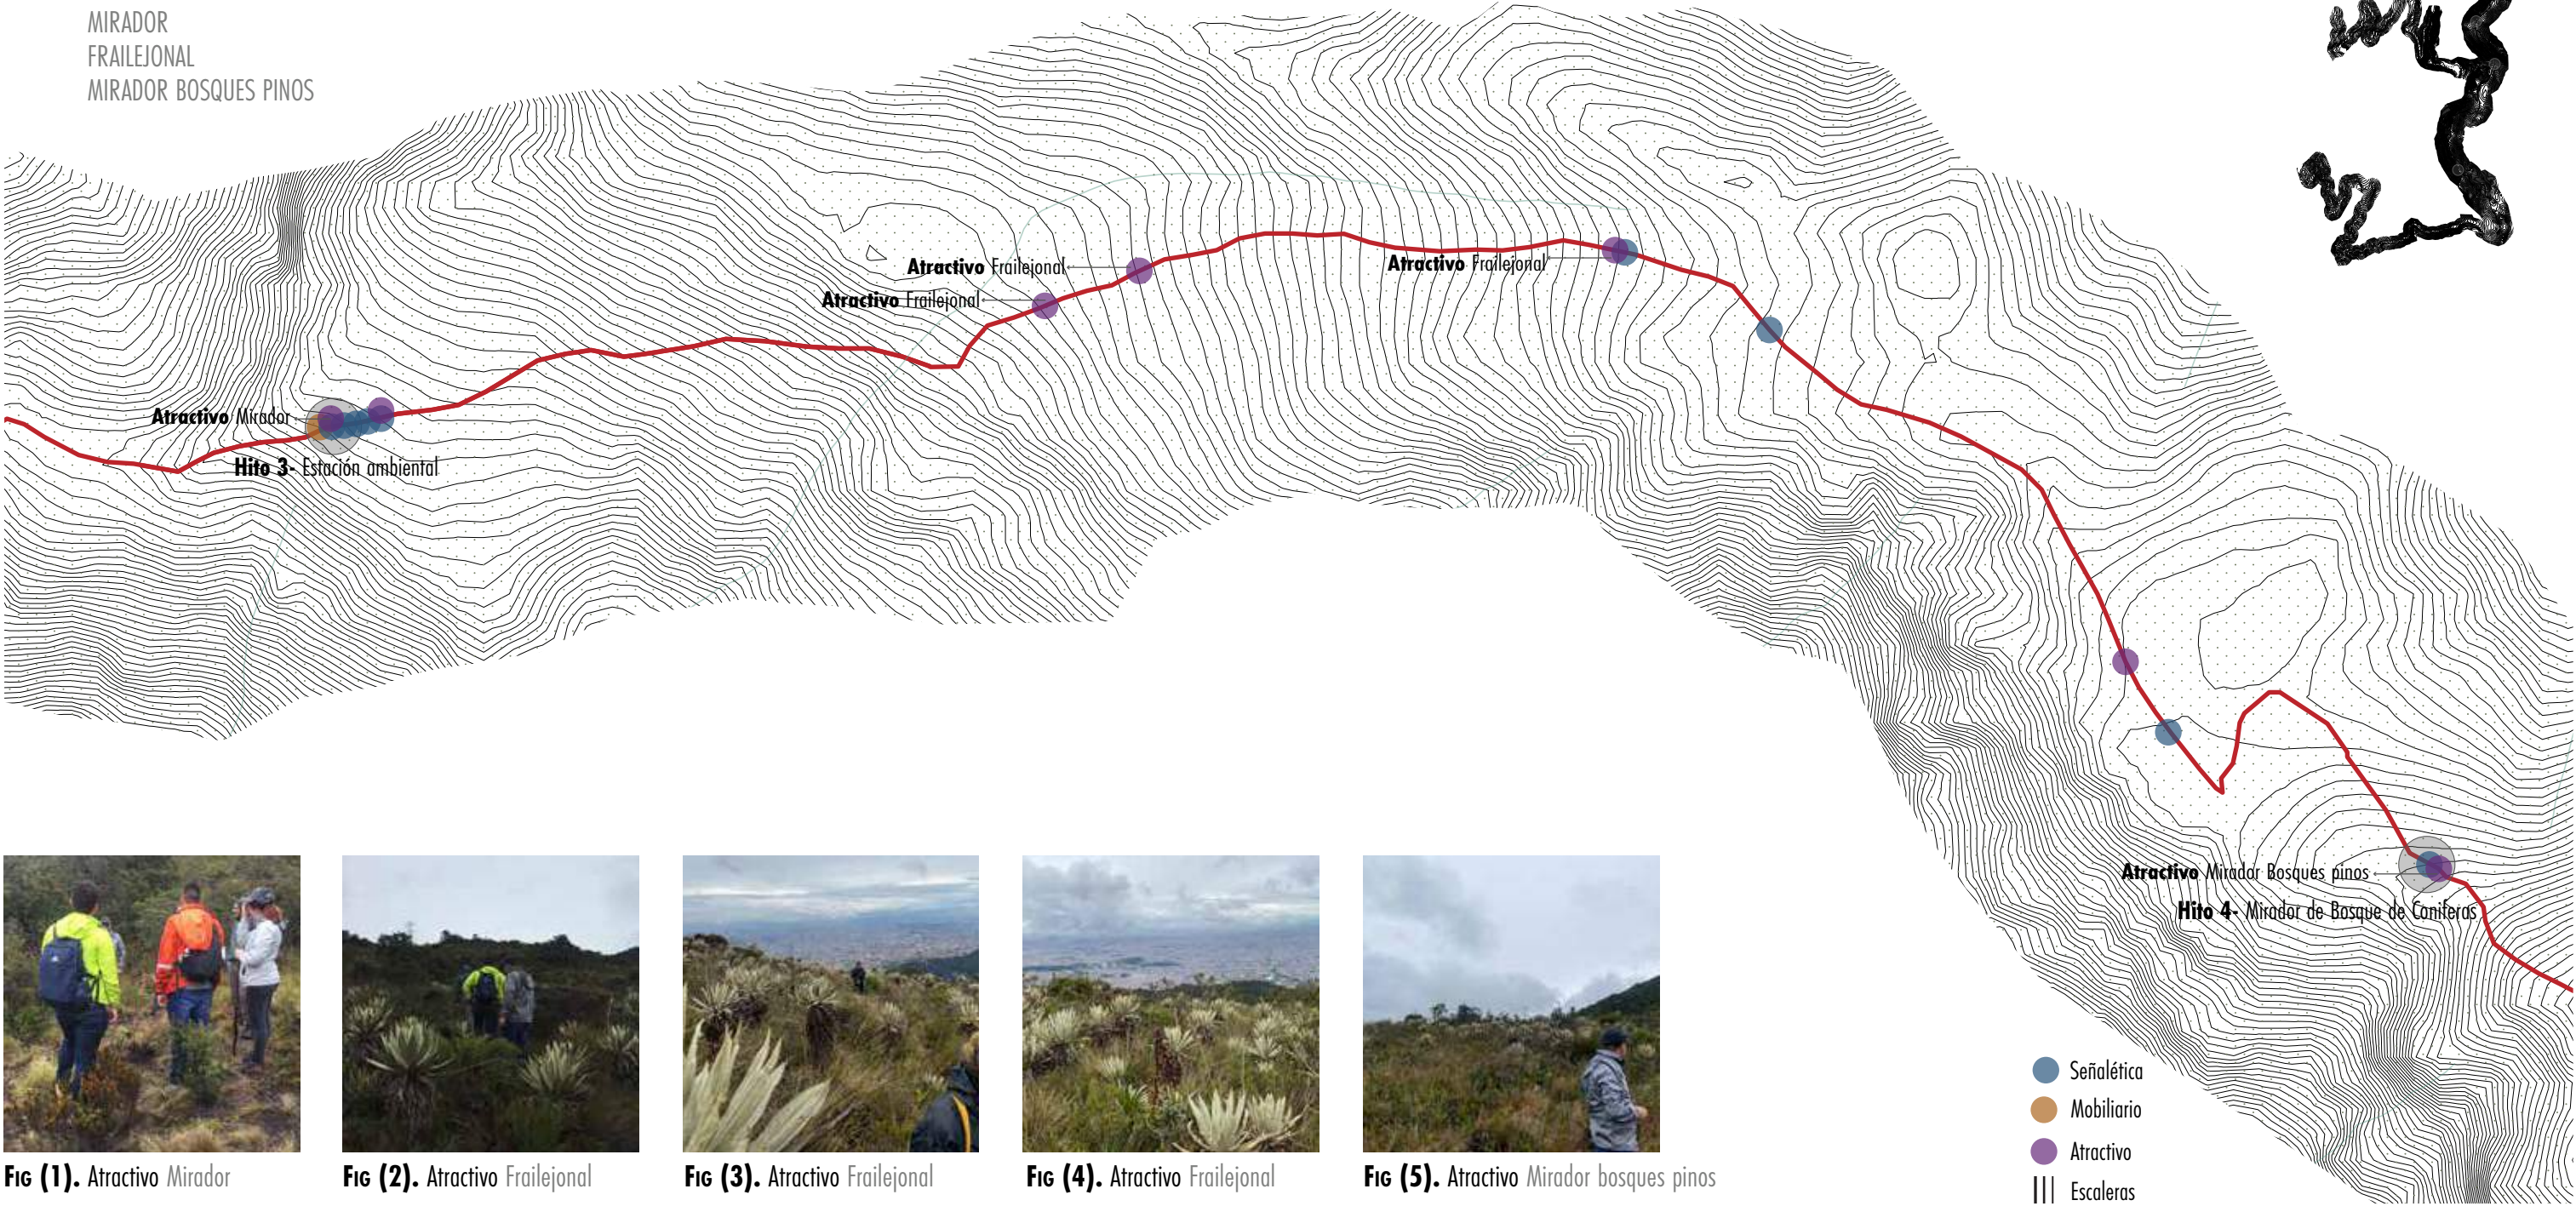 MIRADOR
FRAILEJONAL
MIRADOR BOSQUES PINOS
Atractivo Frailejonal
Atractivo Frailejonal
Atractivo Frailejonal
Atractivo Mirador
Hito 3- Estación ambiental
Atractivo Mirador Bosques pinos
Hito 4- Mirador de Bosque de Coniferas
Fig (1). Atractivo Mirador
Fig (2). Atractivo Frailejonal
Fig (3). Atractivo Frailejonal
Fig (4). Atractivo Frailejonal
Fig (5). Atractivo Mirador bosques pinos
Señalética
Mobiliario
Atractivo
Escaleras